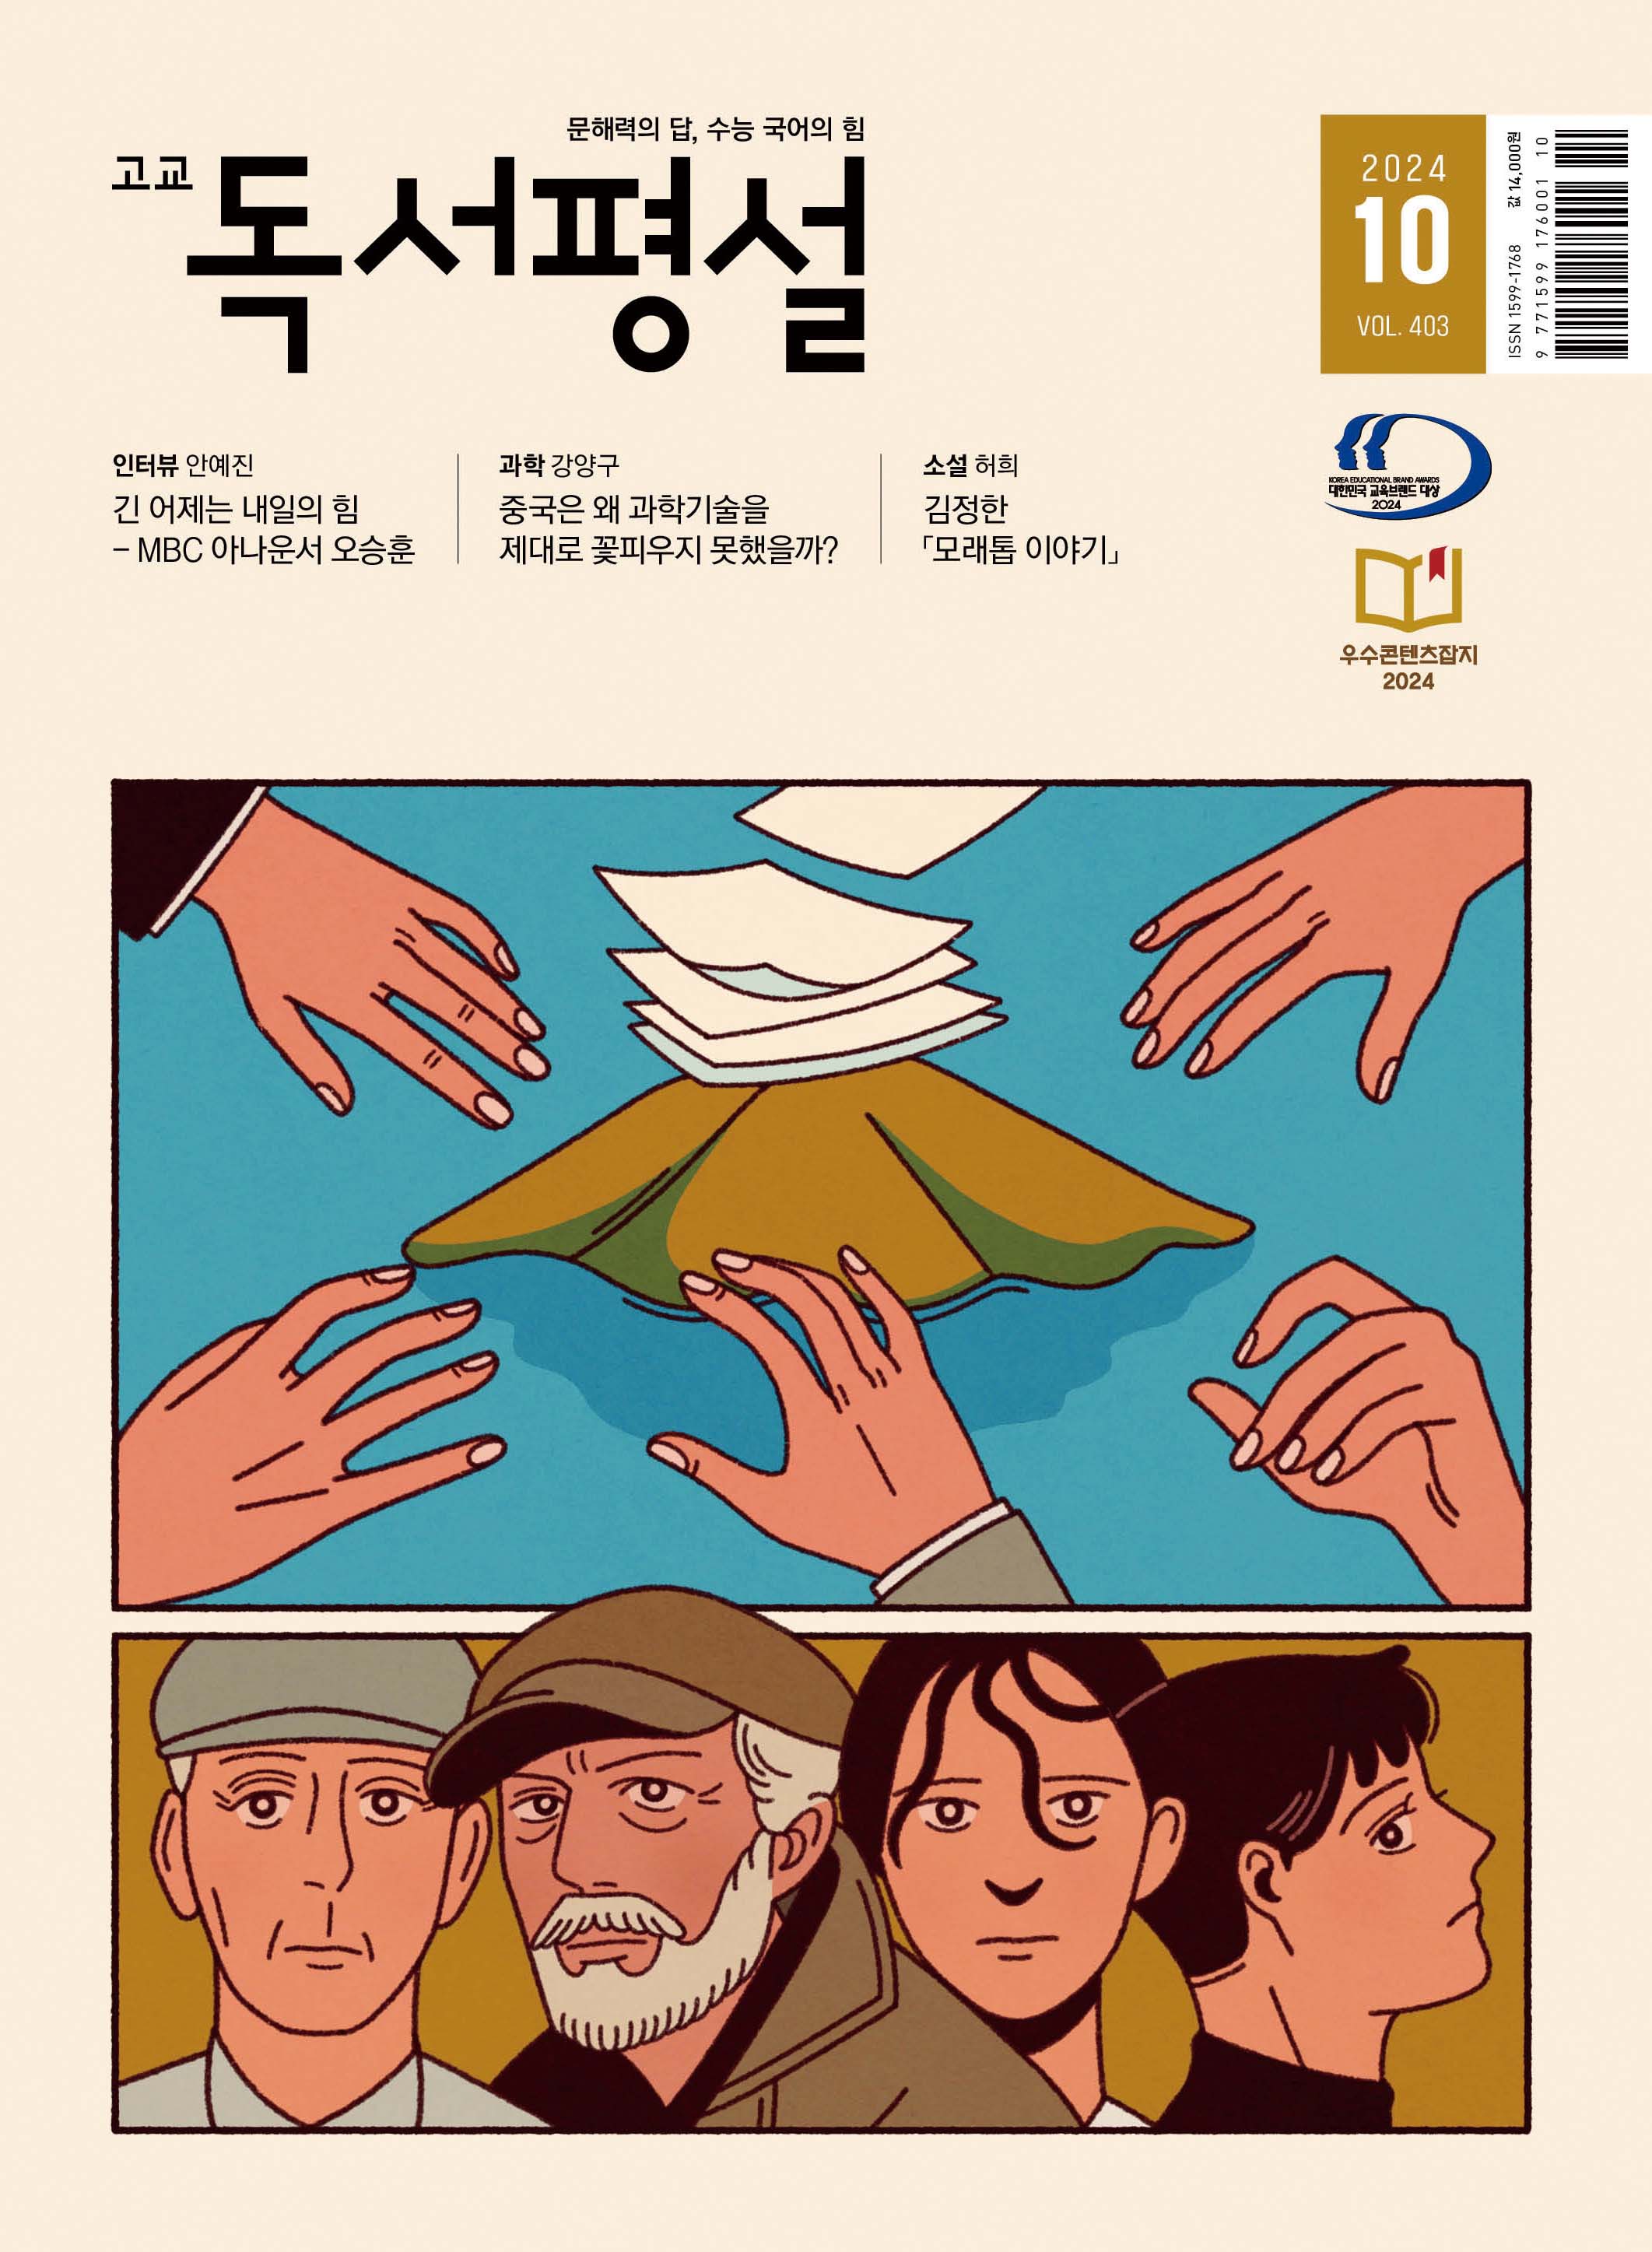 문해력의 답, 수능 국어의 힘
고교 독서평설
2024
10
VOL. 403
값 14,000원
ISSN 1599-1768
9 771599 176001 10
KOREA EDUCATIONAL BRAND AWARDS
대한민국 교육브랜드 대상
2024
우수콘텐츠잡지
2024
인터뷰 안예진
긴 어제는 내일의 힘
– MBC 아나운서 오승훈
과학 강양구
중국은 왜 과학기술을
제대로 꽃피우지 못했을까?
소설 허희
김정한
「모래톱 이야기」